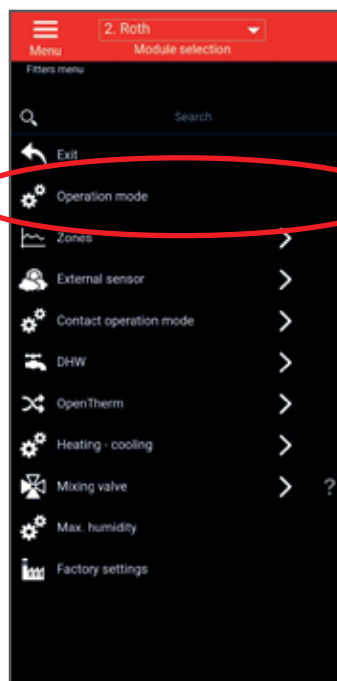 2. Roth
Menu
Module selection
Fitters menu
Search
Exit
Operation mode
Zones
External sensor
Contact operation mode
DHW
OpenTherm
Heating - cooling
Mixing valve
?
Max. humidity
Factory settings